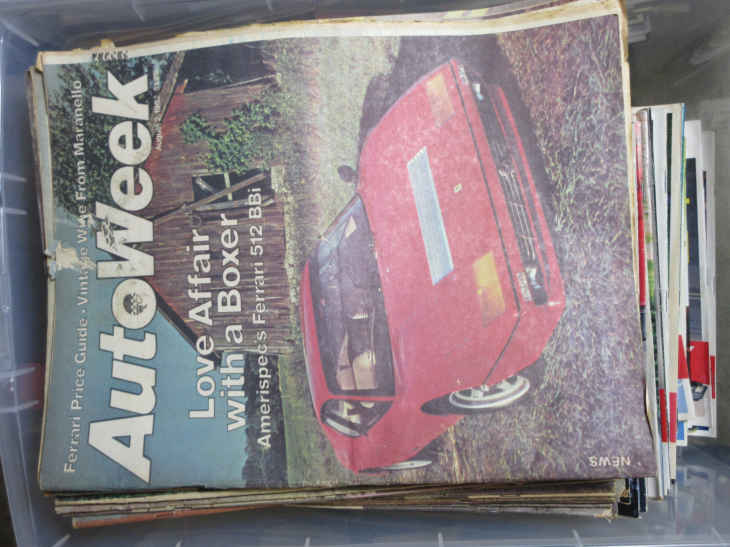 Ferrari Price Guide • Vintage Wine From Maranello
AutoWeek
Love Affair
with a Boxer
Amerispec's Ferrari 512 BBi
NEWS